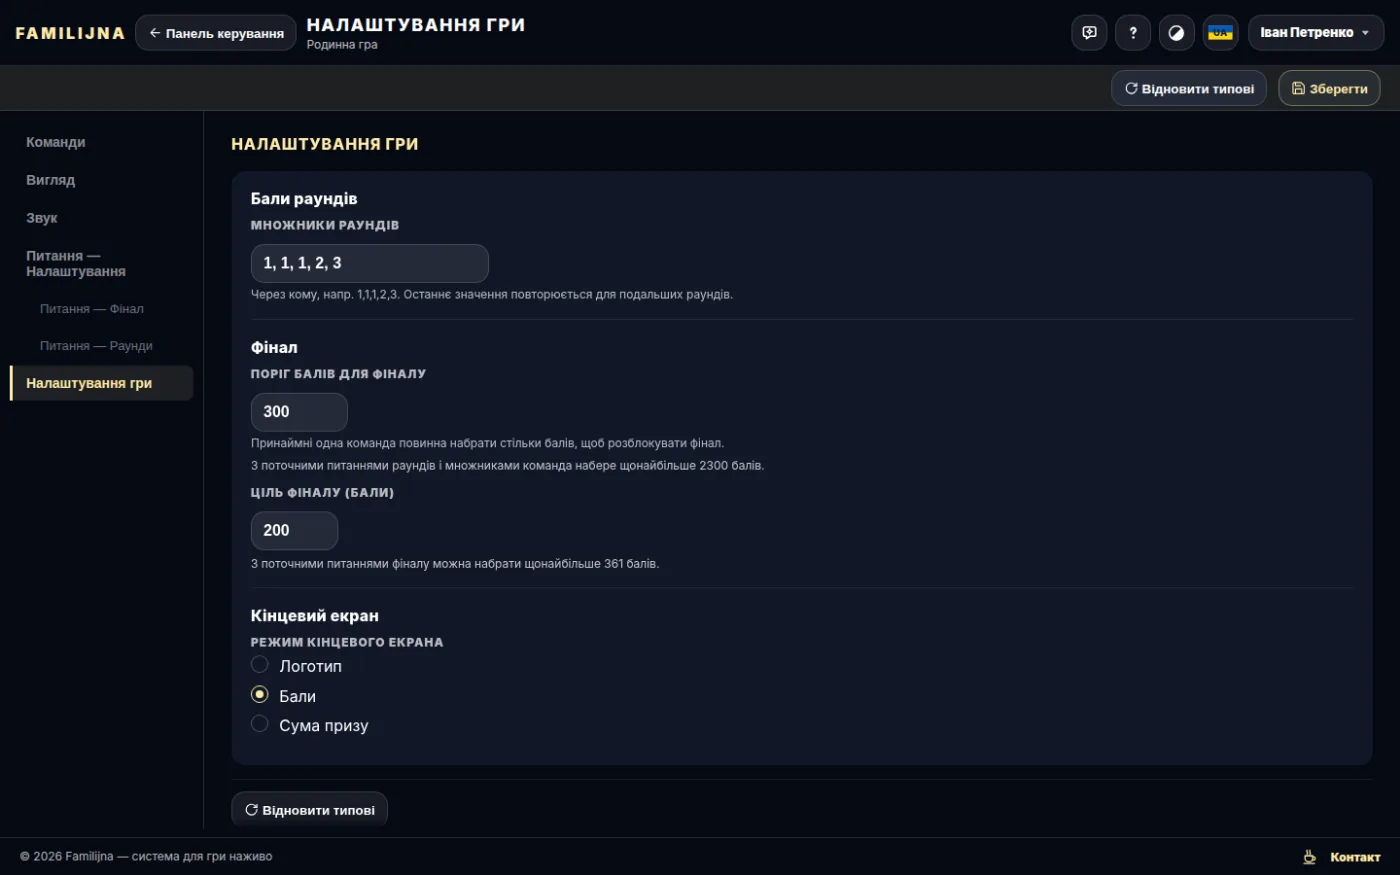 FAMILIJNA
← Панель керування
НАЛАШТУВАННЯ ГРИ
Родинна гра
?
UA
Іван Петренко
Відновити типові
Зберегти
Команди
Вигляд
Звук
Питання —
Налаштування
Питання — Фінал
Питання — Раунди
Налаштування гри
НАЛАШТУВАННЯ ГРИ
Бали раундів
МНОЖНИКИ РАУНДІВ
1, 1, 1, 2, 3
Через кому, напр. 1,1,1,2,3. Останнє значення повторюється для подальших раундів.
Фінал
ПОРІГ БАЛІВ ДЛЯ ФІНАЛУ
300
Принаймні одна команда повинна набрати стільки балів, щоб розблокувати фінал.
З поточними питаннями раундів і множниками команда набере щонайбільше 2300 балів.
ЦІЛЬ ФІНАЛУ (БАЛИ)
200
З поточними питаннями фіналу можна набрати щонайбільше 361 балів.
Кінцевий екран
РЕЖИМ КІНЦЕВОГО ЕКРАНА
Логотип
Бали
Сума призу
Відновити типові
© 2026 Familijna — система для гри наживо
Контакт